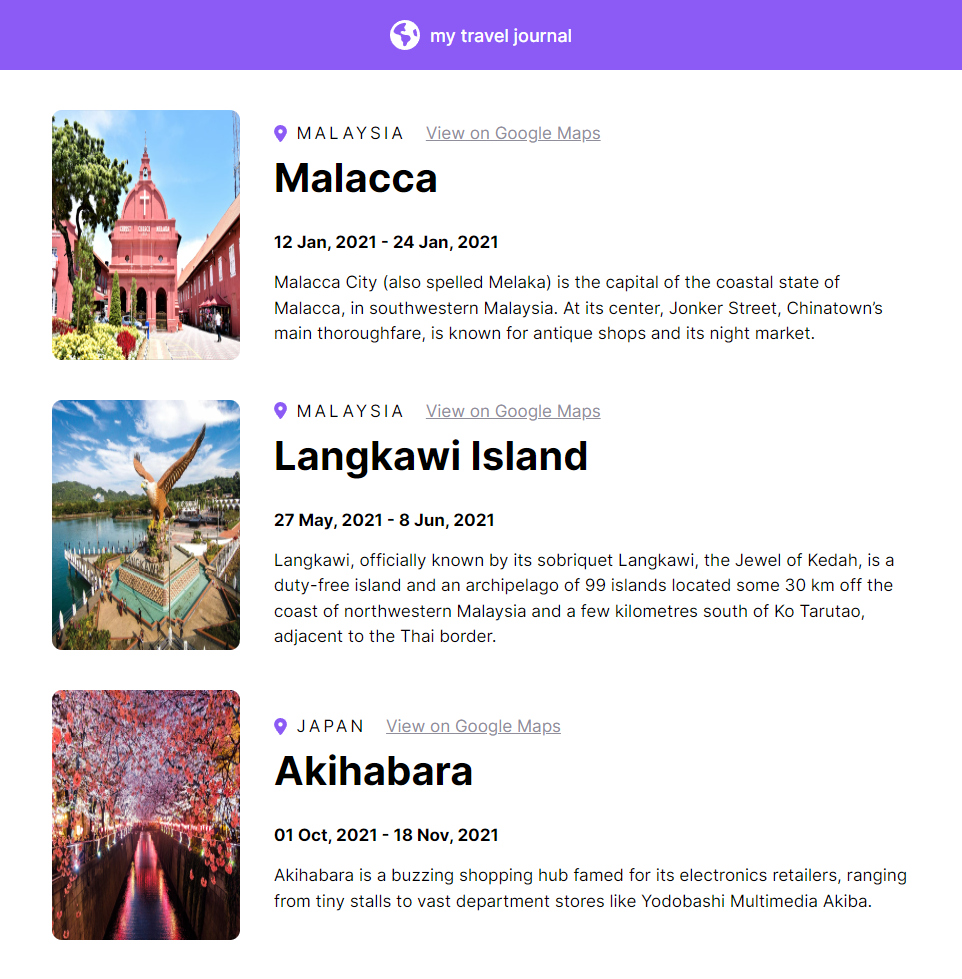 my travel journal
MALAYSIA View on Google Maps
Malacca
12 Jan, 2021 - 24 Jan, 2021
Malacca City (also spelled Melaka) is the capital of the coastal state of
Malacca, in southwestern Malaysia. At its center, Jonker Street, Chinatown’s
main thoroughfare, is known for antique shops and its night market.
MALAYSIA View on Google Maps
Langkawi Island
27 May, 2021 - 8 Jun, 2021
Langkawi, officially known by its sobriquet Langkawi, the Jewel of Kedah, is a
duty-free island and an archipelago of 99 islands located some 30 km off the
coast of northwestern Malaysia and a few kilometres south of Ko Tarutao,
adjacent to the Thai border.
JAPAN View on Google Maps
Akihabara
01 Oct, 2021 - 18 Nov, 2021
Akihabara is a buzzing shopping hub famed for its electronics retailers, ranging
from tiny stalls to vast department stores like Yodobashi Multimedia Akiba.